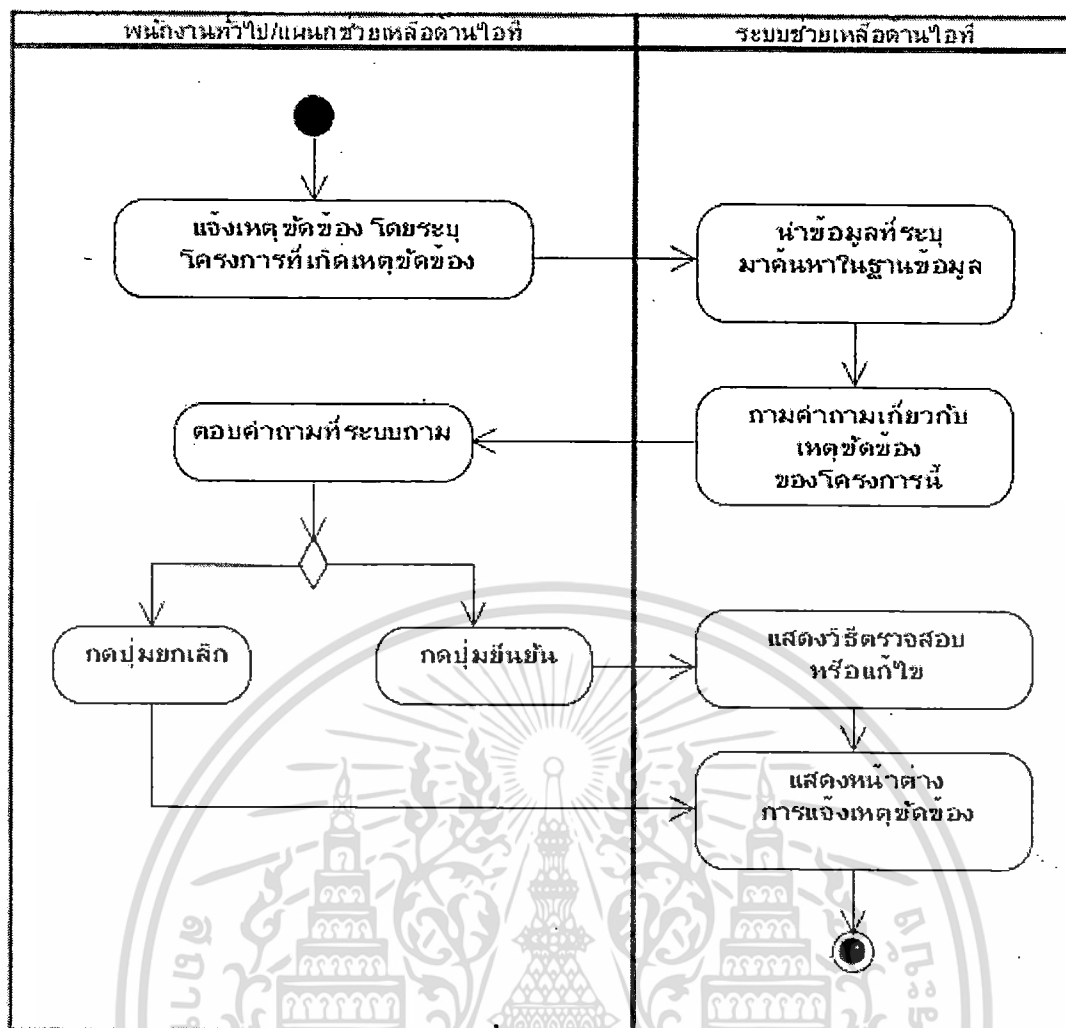 พนักงานทั่วไป/แผนกช่วยเหลือด้านไอที
ระบบช่วยเหลือด้านไอที
แจ้งเหตุขัดข้อง โดยระบุ
โครงการที่เกิดเหตุขัดข้อง
นำข้อมูลที่ระบุ
มาค้นหาในฐานข้อมูล
ถามคำถามเกี่ยวกับ
เหตุขัดข้อง
ของโครงการนี้
ตอบคำถามที่ระบบถาม
กดปุ่มยกเลิก
กดปุ่มยืนยัน
แสดงวิธีตรวจสอบ
หรือแก้ไข
แสดงหน้าต่าง
การแจ้งเหตุขัดข้อง